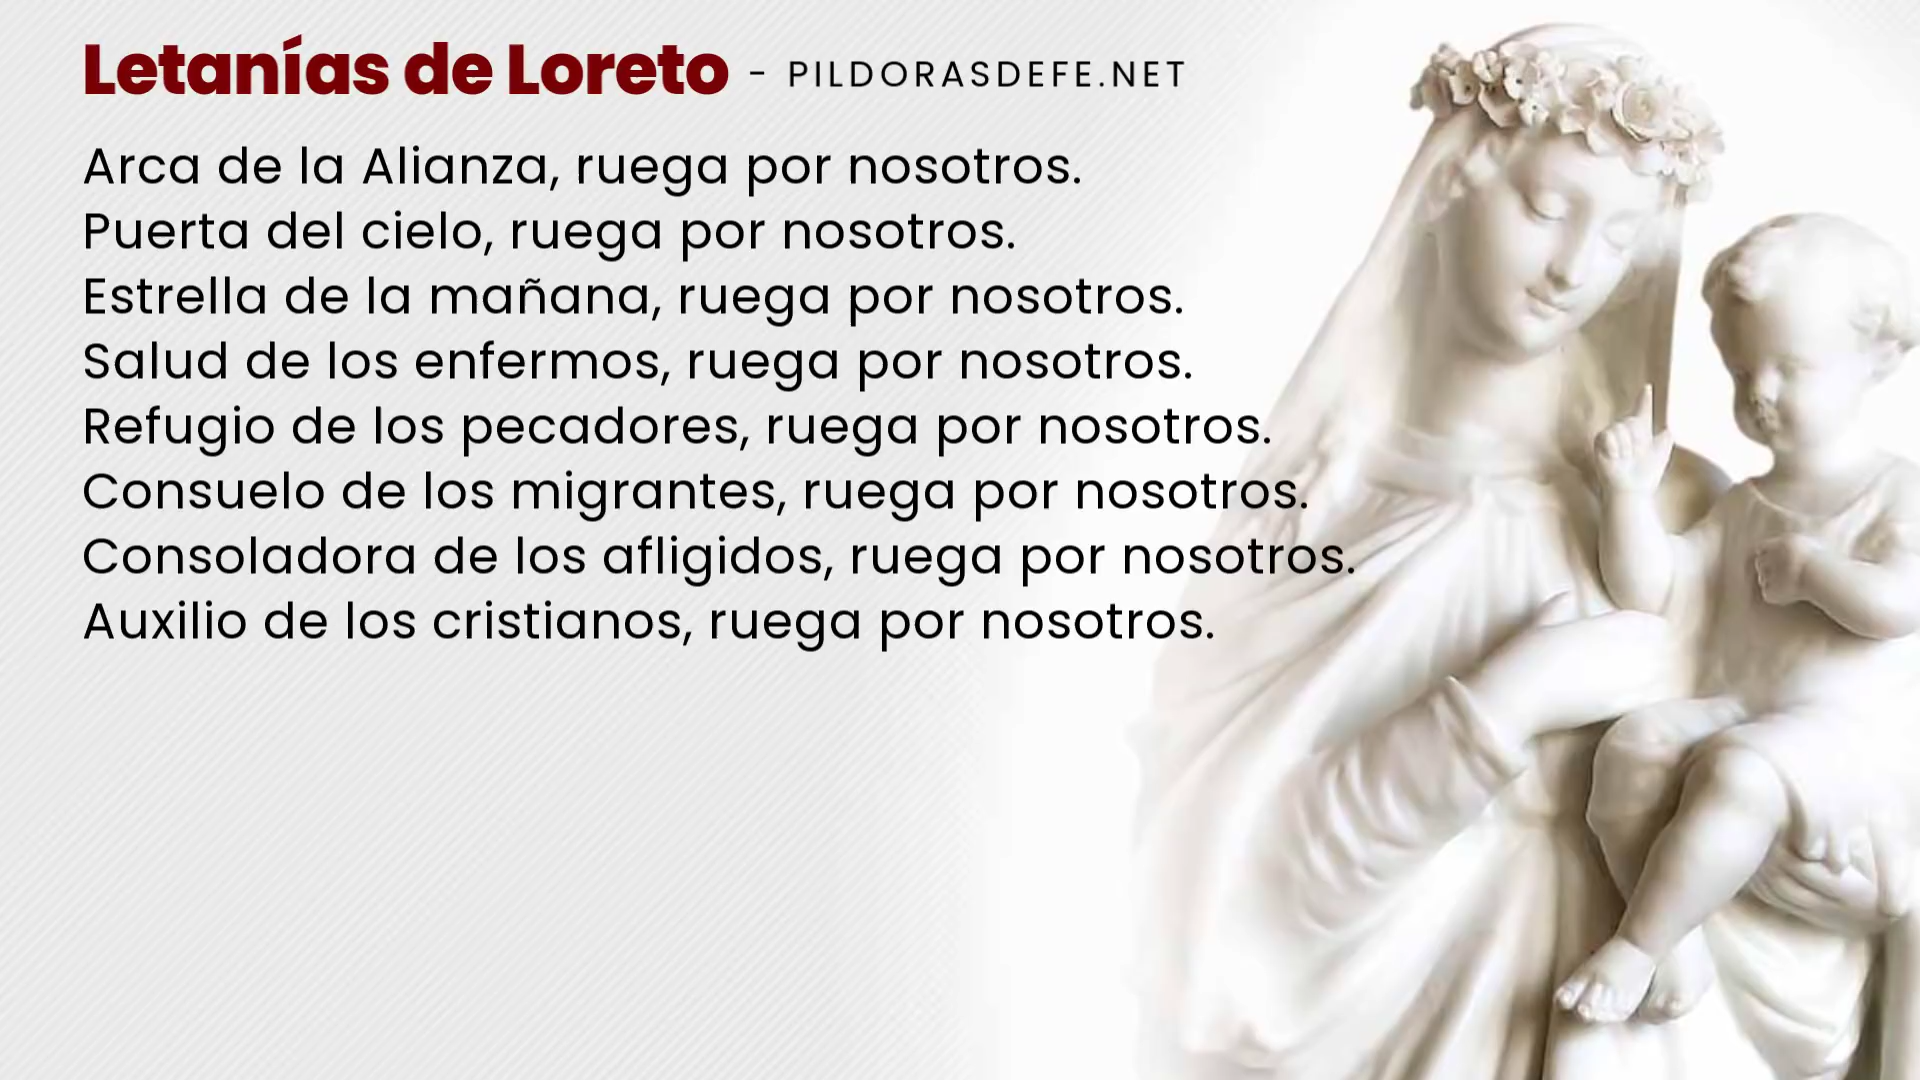 Letanías de Loreto - PILDORASDEFE.NET
Arca de la Alianza, ruega por nosotros.
Puerta del cielo, ruega por nosotros.
Estrella de la mañana, ruega por nosotros.
Salud de los enfermos, ruega por nosotros.
Refugio de los pecadores, ruega por nosotros.
Consuelo de los migrantes, ruega por nosotros.
Consoladora de los afligidos, ruega por nosotros.
Auxilio de los cristianos, ruega por nosotros.